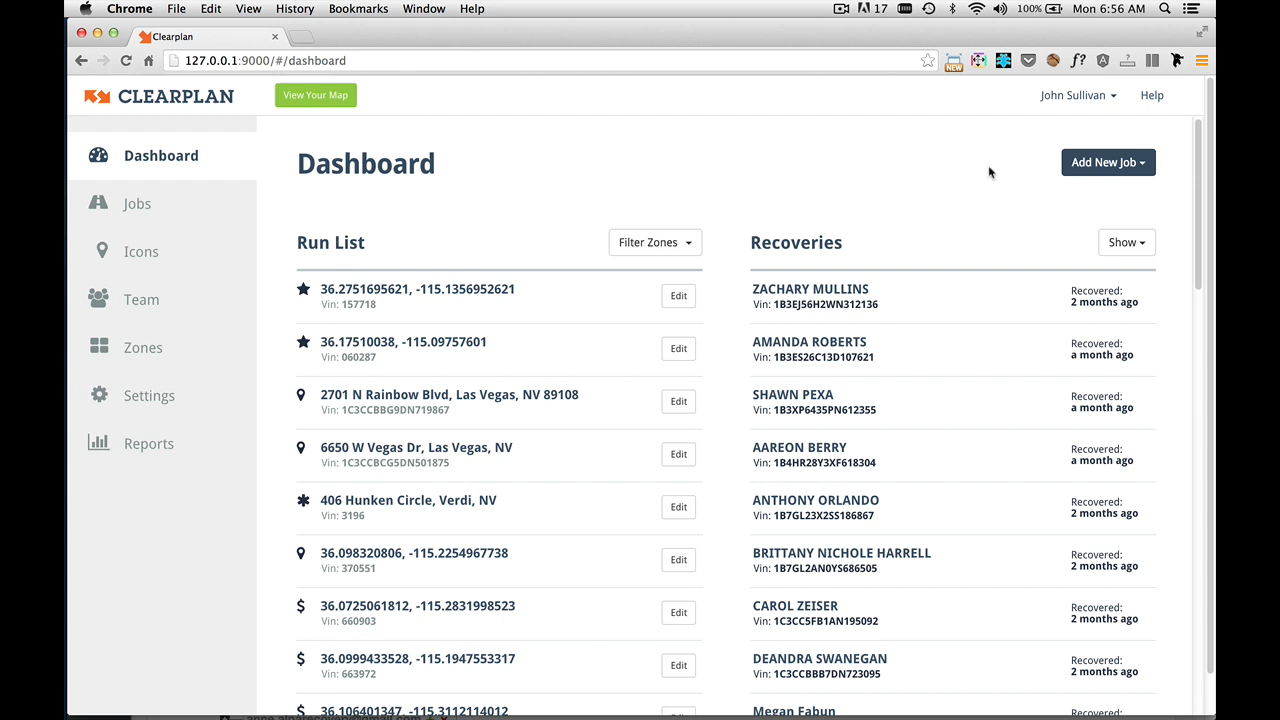 Chrome File Edit View History Bookmarks Window Help 17 100% Mon 6:56 AM
Clearplan
127.0.0.1:9000/#/dashboard
NEW
f?
CLEARPLAN
View Your Map
John Sullivan
Help
Dashboard
Jobs
Icons
Team
Zones
Settings
Reports
Dashboard
Add New Job
Run List
Filter Zones
36.2751695621, -115.1356952621
Vin: 157718
Edit
36.17510038, -115.09757601
Vin: 060287
Edit
2701 N Rainbow Blvd, Las Vegas, NV 89108
Vin: 1C3CCBBG9DN719867
Edit
6650 W Vegas Dr, Las Vegas, NV
Vin: 1C3CCBCG5DN501875
Edit
406 Hunken Circle, Verdi, NV
Vin: 3196
Edit
36.098320806, -115.2254967738
Vin: 370551
Edit
$ 36.0725061812, -115.2831998523
Vin: 660903
Edit
$ 36.0999433528, -115.1947553317
Vin: 663972
Edit
$ 36.106401347, -115.3112114012
Recoveries
Show
ZACHARY MULLINS
Vin: 1B3EJ56H2WN312136
Recovered:
2 months ago
AMANDA ROBERTS
Vin: 1B3ES26C13D107621
Recovered:
a month ago
SHAWN PEXA
Vin: 1B3XP6435PN612355
Recovered:
a month ago
AAREON BERRY
Vin: 1B4HR28Y3XF618304
Recovered:
a month ago
ANTHONY ORLANDO
Vin: 1B7GL23X2SS186867
Recovered:
2 months ago
BRITTANY NICHOLE HARRELL
Vin: 1B7GL2AN0YS686505
Recovered:
2 months ago
CAROL ZEISER
Vin: 1C3CC5FB1AN195092
Recovered:
2 months ago
DEANDRA SWANEGAN
Vin: 1C3CCBBB7DN723095
Recovered:
2 months ago
Megan Fabun
Recovered: